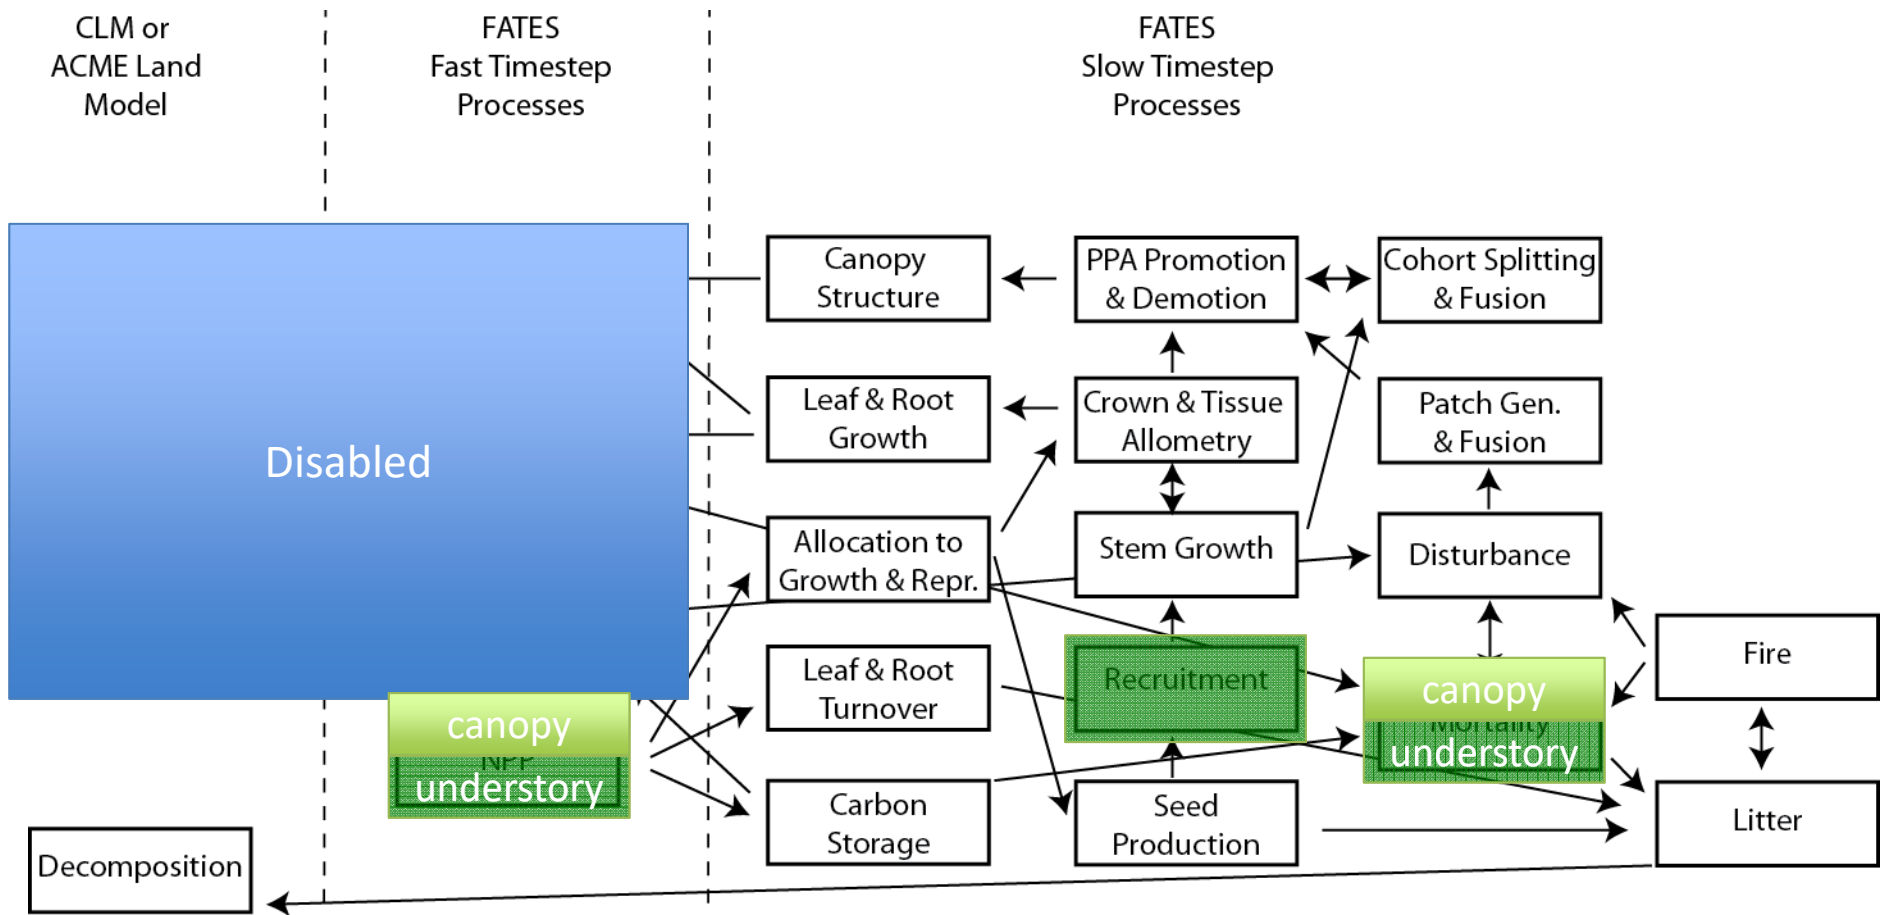 CLM or
ACME Land
Model
FATES
Fast Timestep
Processes
FATES
Slow Timestep
Processes
Disabled
Canopy
Structure
PPA Promotion
& Demotion
Cohort Splitting
& Fusion
Leaf & Root
Growth
Crown & Tissue
Allometry
Patch Gen.
& Fusion
Allocation to
Growth & Repr.
Stem Growth
Disturbance
Leaf & Root
Turnover
Recruitment
canopy
Mortality
understory
Fire
canopy
NPP
understory
Carbon
Storage
Seed
Production
Litter
Decomposition